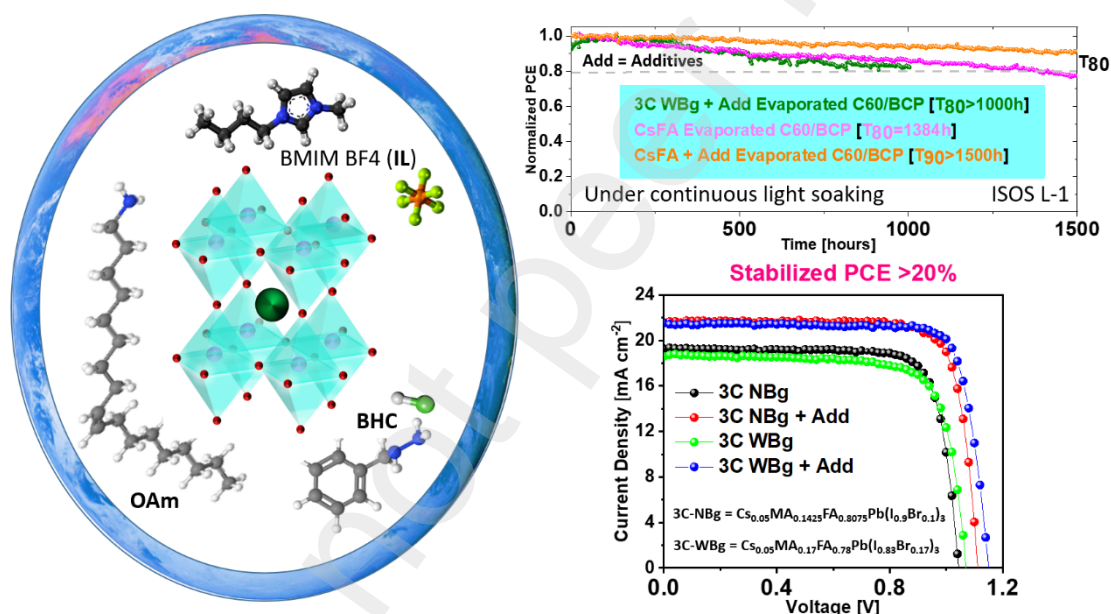 BMIM BF4 (IL)
OAm
BHC
Normalized PCE
1.0
0.8
0.6
0.4
0.2
0.0
Add = Additives
T80
3C WBg + Add Evaporated C60/BCP [T80>1000h]
CsFA Evaporated C60/BCP [T80=1384h]
CsFA + Add Evaporated C60/BCP [T90>1500h]
Under continuous light soaking ISOS L-1
0 500 1000 1500
Time [hours]
Stabilized PCE >20%
Current Density [mA cm-2]
24
20
16
12
8
4
0
3C NBg
3C NBg + Add
3C WBg
3C WBg + Add
3C-NBg = Cs0.05MA0.1425FA0.8075Pb(I0.9Br0.1)3
3C-WBg = Cs0.05MA0.17FA0.78Pb(I0.83Br0.17)3
0.0 0.4 0.8 1.2
Voltage [V]